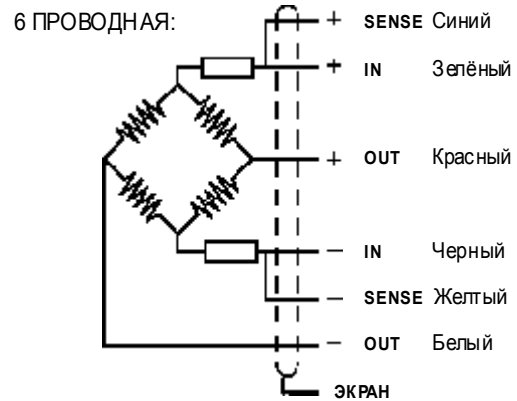 6 ПРОВОДНАЯ:
+ SENSE Синий
+ IN Зелёный
+ OUT Красный
− IN Черный
− SENSE Желтый
− OUT Белый
ЭКРАН